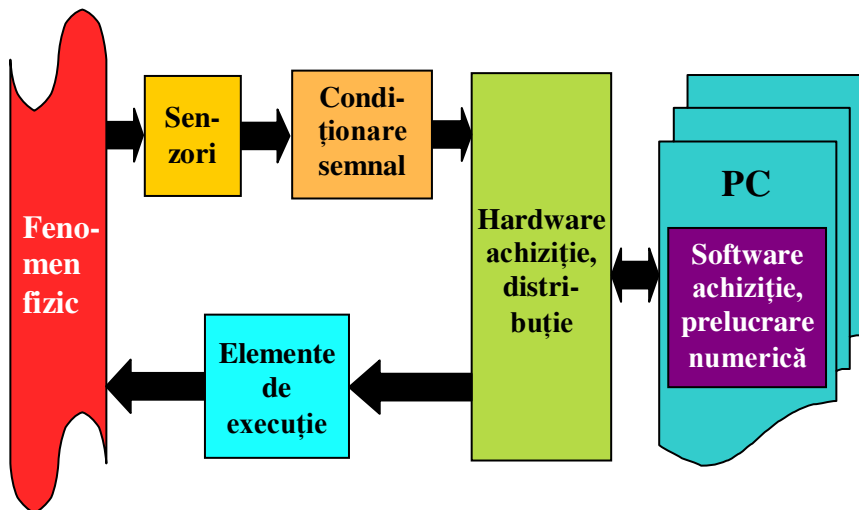 Feno-
men
fizic
Sen-
zori
Condi-
ționare
semnal
Hardware
achiziție,
distri-
buție
PC
Software
achiziție,
prelucrare
numerică
Elemente
de
execuție